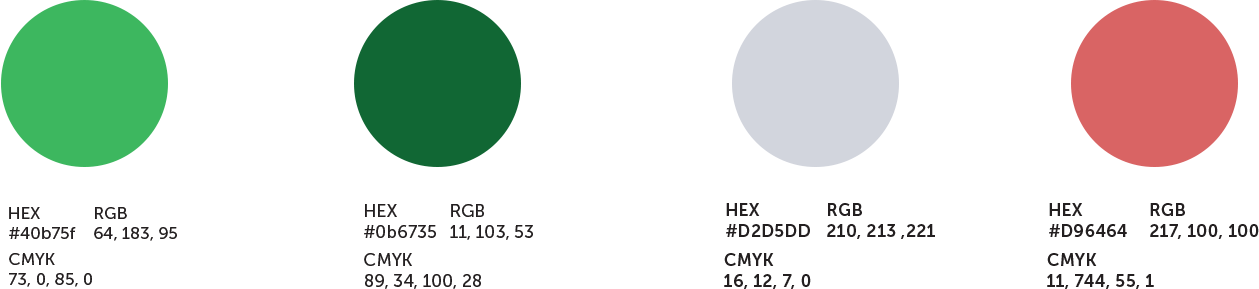 HEX RGB
#40b75f 64, 183, 95
CMYK
73, 0, 85, 0
HEX RGB
#0b6735 11, 103, 53
CMYK
89, 34, 100, 28
HEX RGB
#D2D5DD 210, 213 ,221
CMYK
16, 12, 7, 0
HEX RGB
#D96464 217, 100, 100
CMYK
11, 744, 55, 1